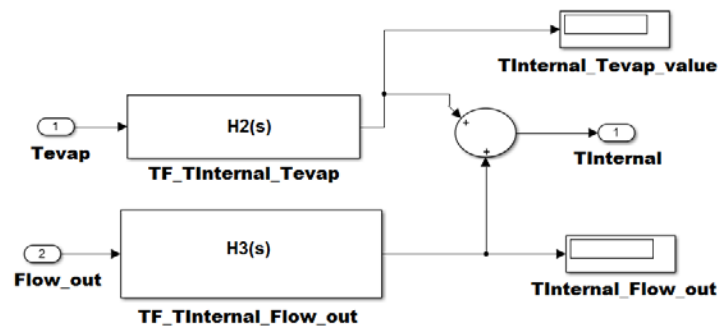 TInternal_Tevap_value
1
H2(s)
+
+
1
Tevap
TF_TInternal_Tevap
TInternal
2
H3(s)
Flow_out
TF_TInternal_Flow_out
TInternal_Flow_out